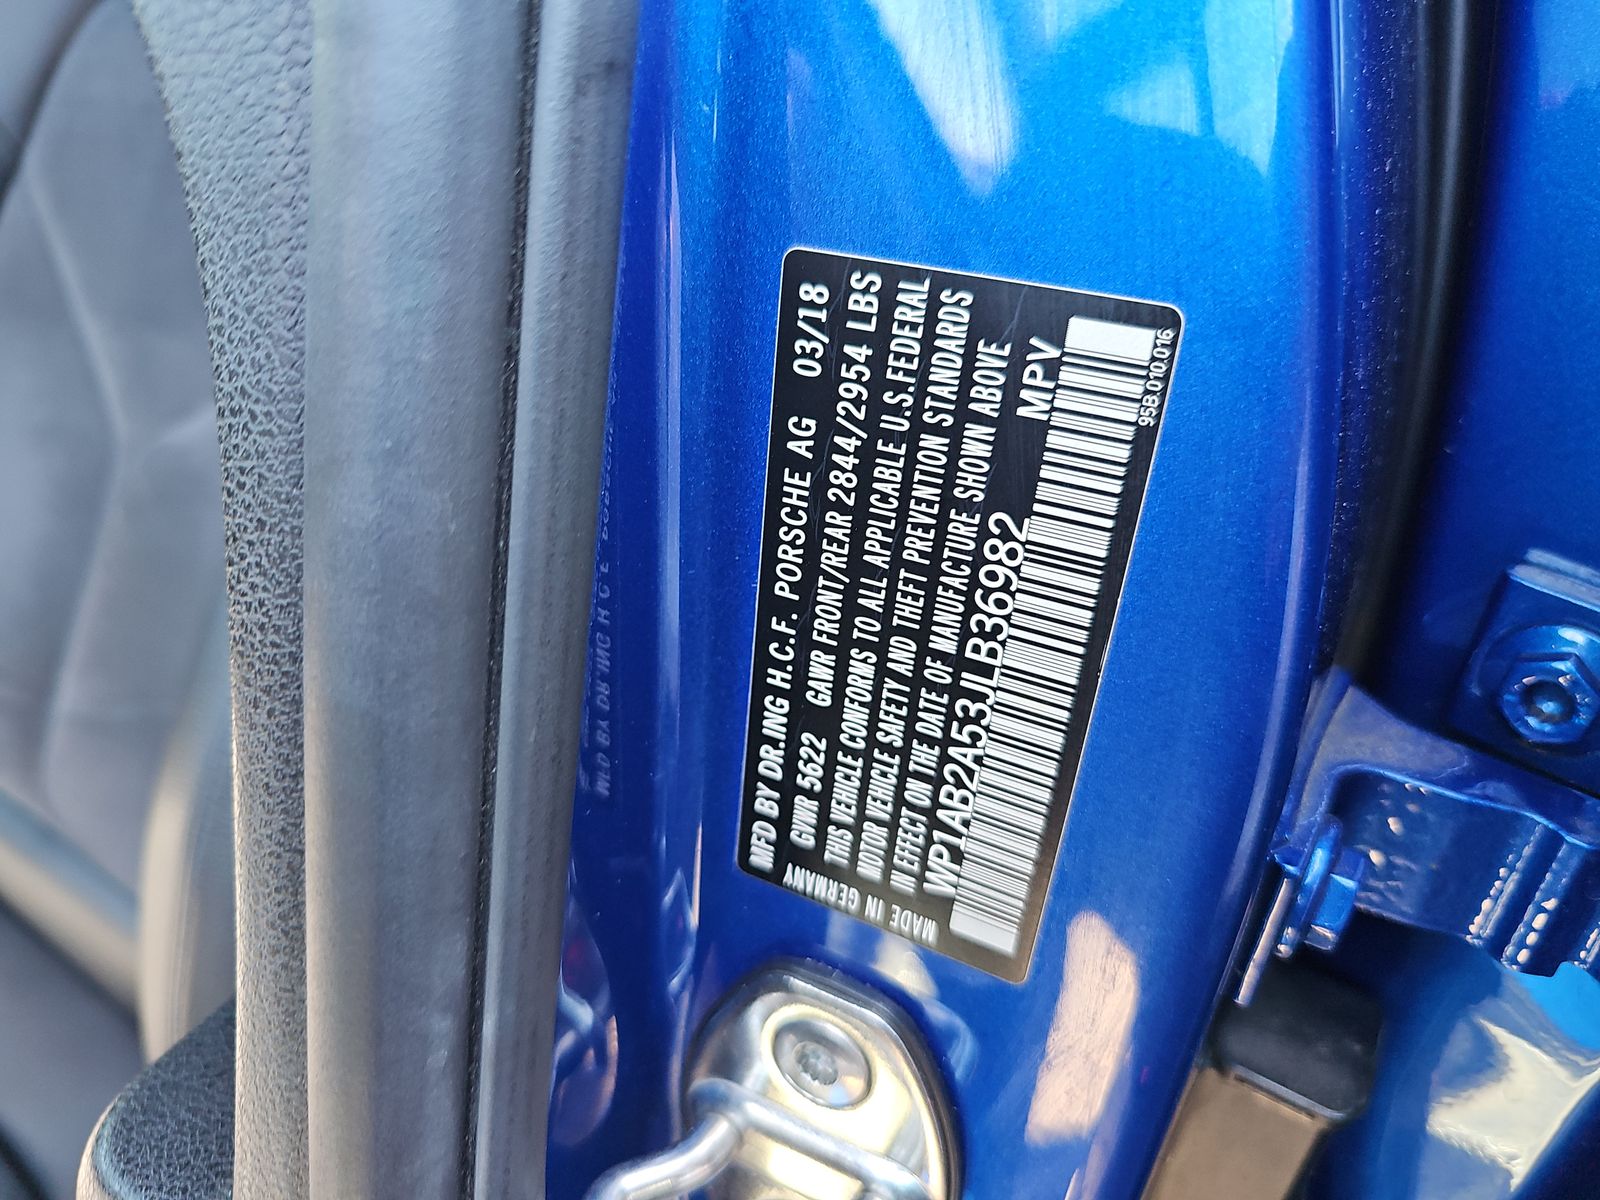 MFD BY DR.ING H.C.F. PORSCHE AG 03/18
GVWR 5622 GAWR FRONT/REAR 2844/2954 LBS
THIS VEHICLE CONFORMS TO ALL APPLICABLE U.S.FEDERAL
MOTOR VEHICLE SAFETY AND THEFT PREVENTION STANDARDS
IN EFFECT ON THE DATE OF MANUFACTURE SHOWN ABOVE
WP1AB2A53JLB36982 MPV
MADE IN GERMANY
95B.010.016